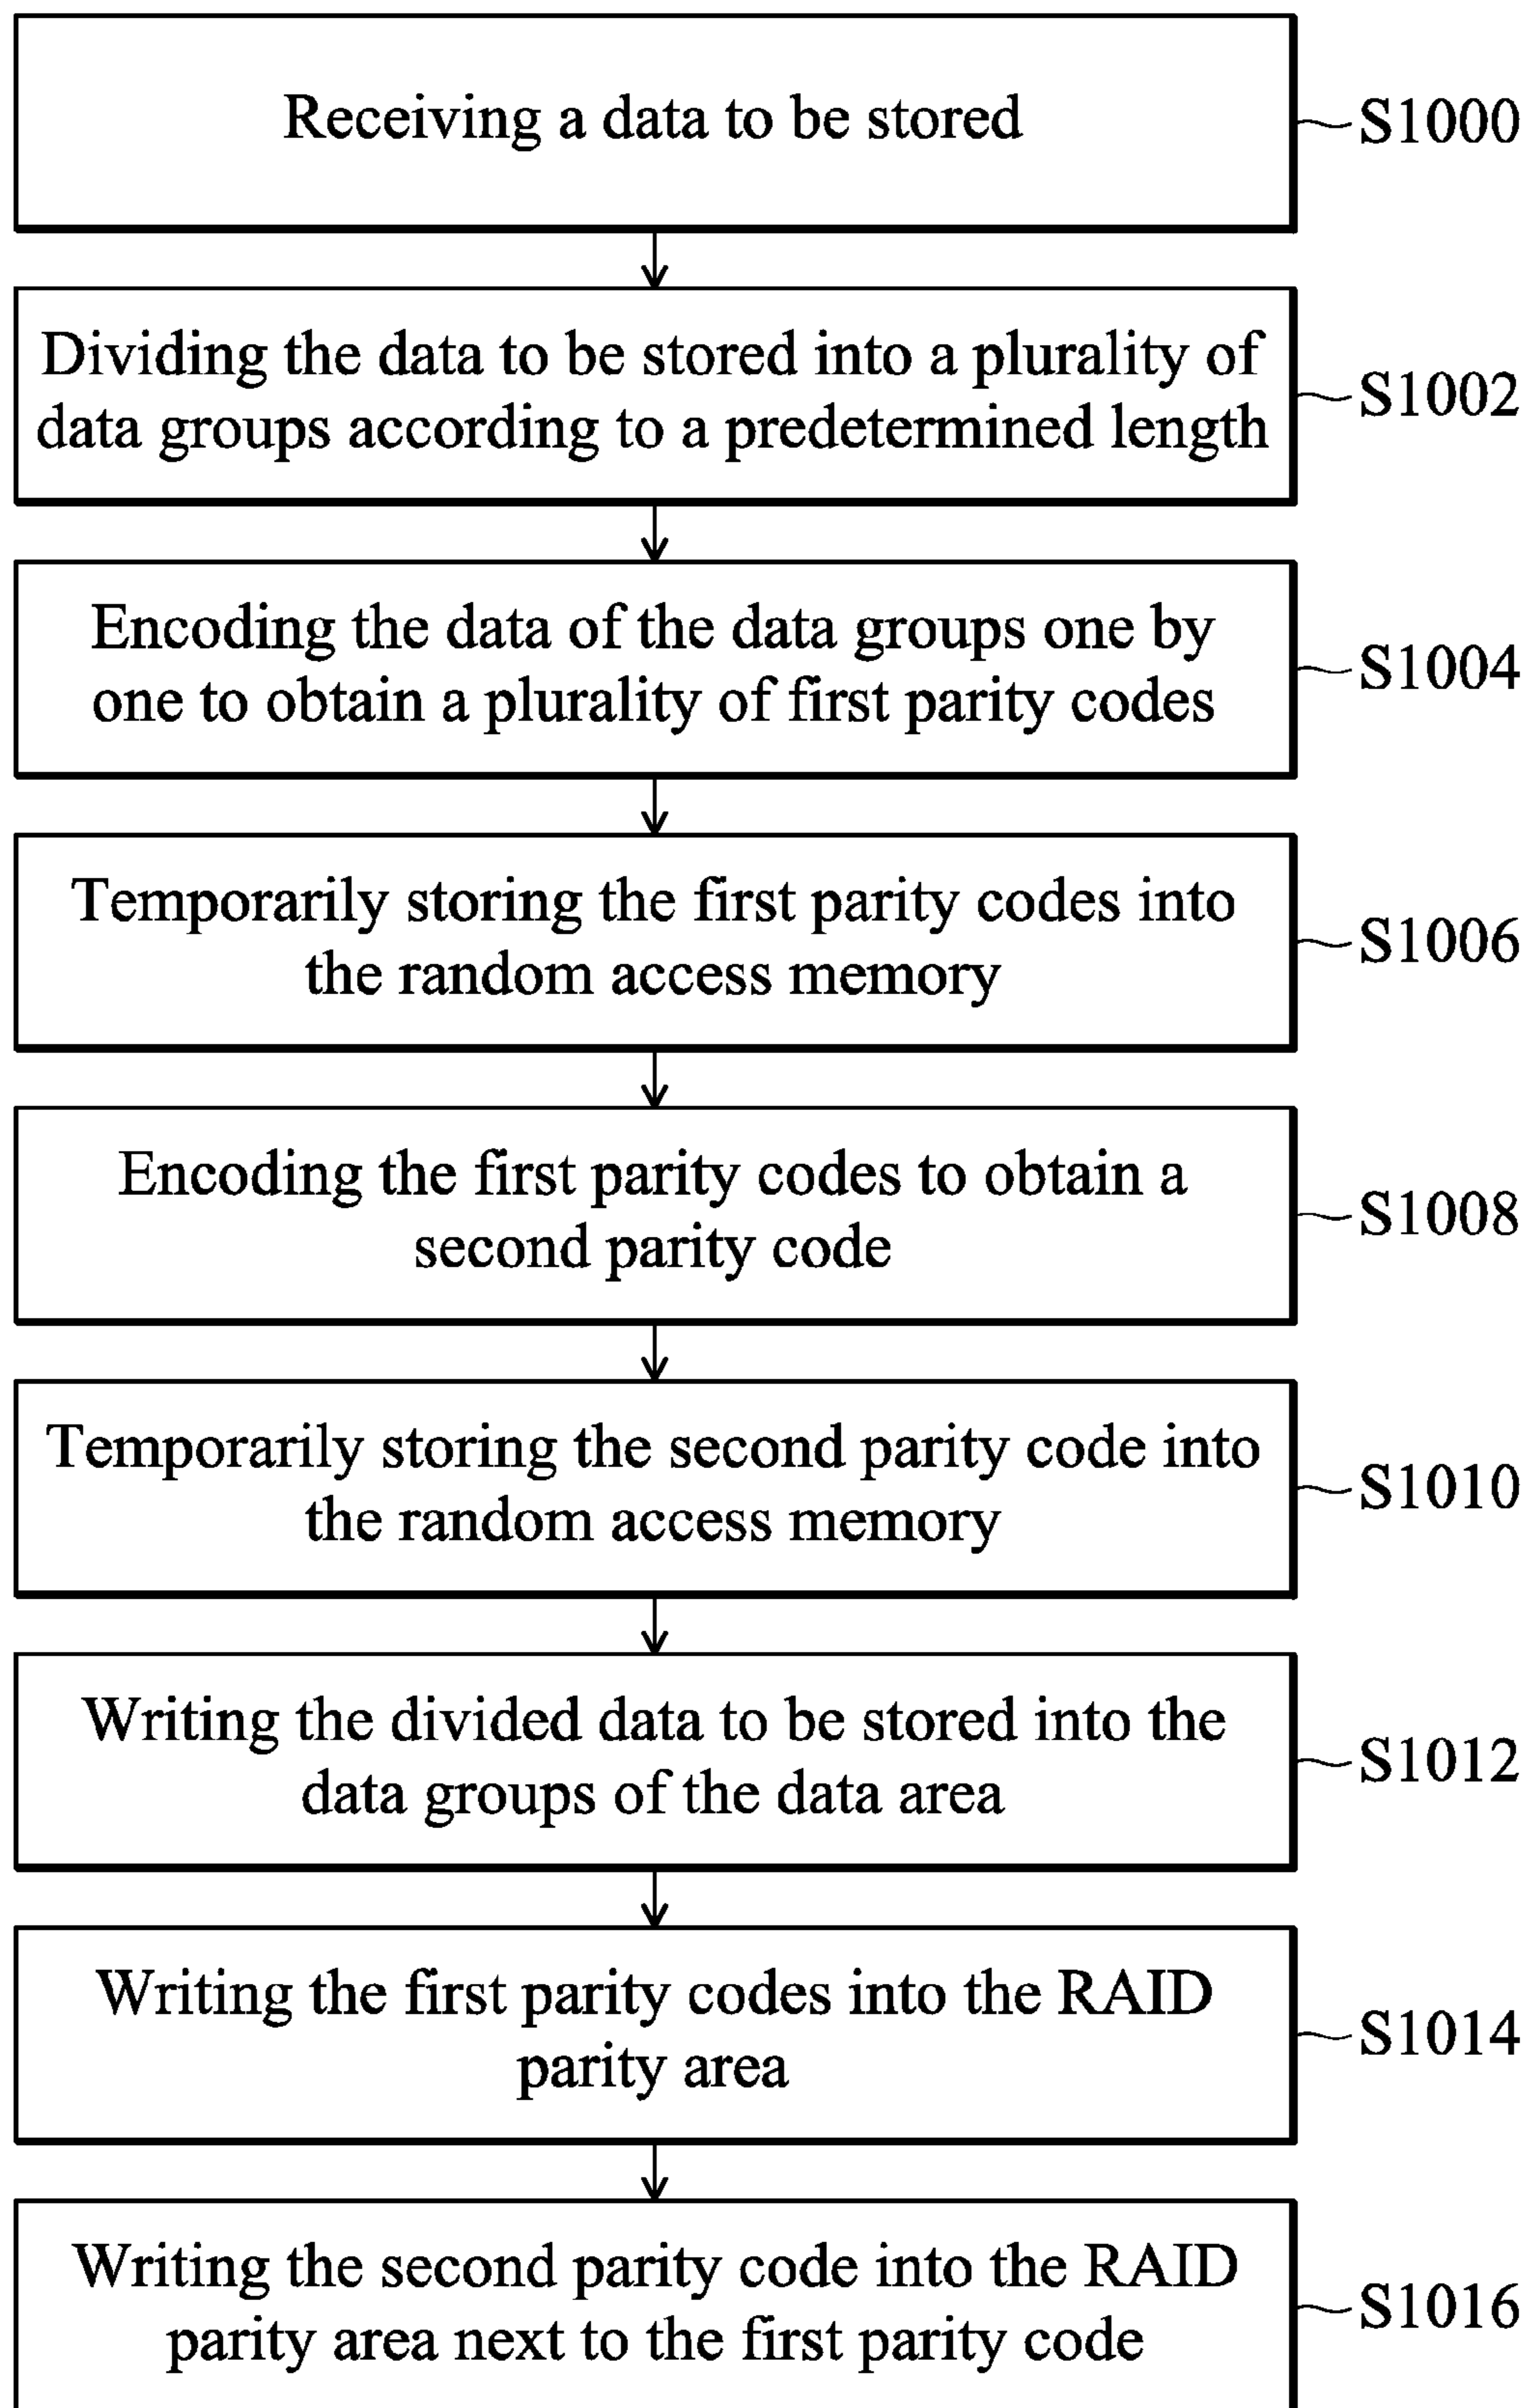 Receiving a data to be stored
S1000
Dividing the data to be stored into a plurality of
data groups according to a predetermined length
S1002
Encoding the data of the data groups one by
one to obtain a plurality of first parity codes
S1004
Temporarily storing the first parity codes into
the random access memory
S1006
Encoding the first parity codes to obtain a
second parity code
S1008
Temporarily storing the second parity code into
the random access memory
S1010
Writing the divided data to be stored into the
data groups of the data area
S1012
Writing the first parity codes into the RAID
parity area
S1014
Writing the second parity code into the RAID
parity area next to the first parity code
S1016